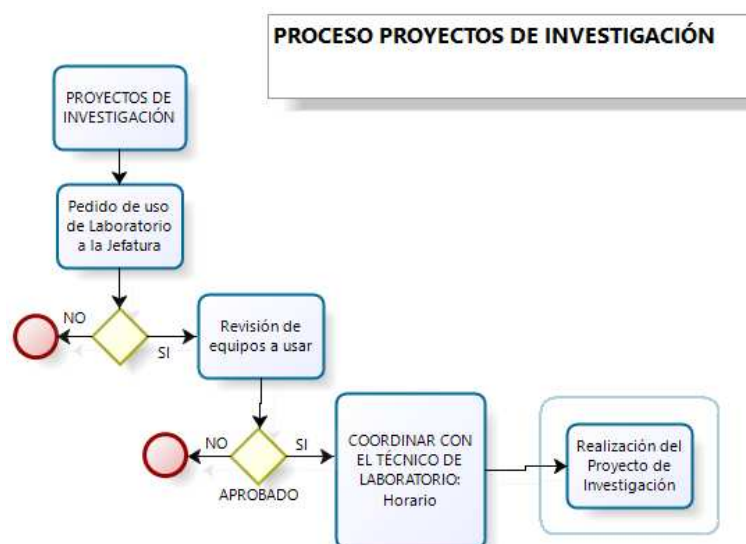 PROCESO PROYECTOS DE INVESTIGACIÓN
PROYECTOS DE
INVESTIGACIÓN
Pedido de uso
de Laboratorio
a la Jefatura
NO
SI
Revisión de
equipos a usar
NO
SI
APROBADO
COORDINAR CON
EL TÉCNICO DE
LABORATORIO:
Horario
Realización del
Proyecto de
Investigación